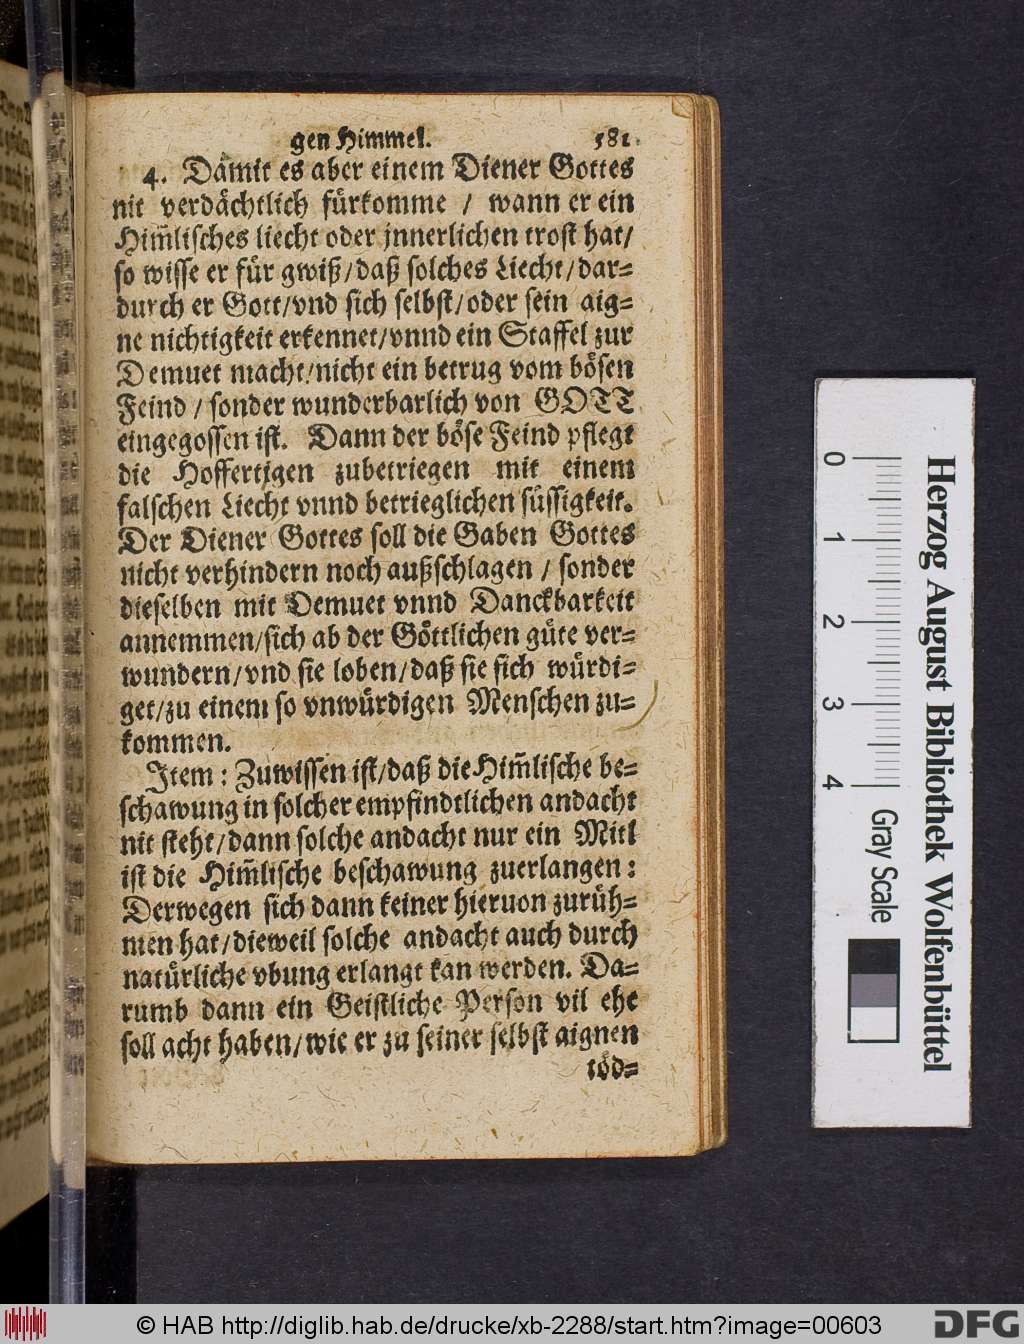 gen Himmel. 581
4. Damit es aber einem Diener Gottes
nit verdächtlich fürkomme / wann er ein
Him̃lisches liecht oder jnnerlichen trost hat/
so wisse er für gwiß/daß solches Liecht/dar=
durch er Gott/vnd sich selbst/oder sein aig=
ne nichtigkeit erkennet/vnnd ein Staffel zur
Demuet macht/nicht ein betrug vom bösen
Feind / sonder wunderbarlich von GOTT
eingegossen ist. Dann der böse Feind pflegt
die Hoffertigen zubetriegen mit einem
falschen Liecht vnnd betrieglichen süssigkeit.
Der Diener Gottes soll die Gaben Gottes
nicht verhindern noch außschlagen / sonder
dieselben mit Demuet vnnd Danckbarkeit
annemmen/sich ab der Göttlichen güte ver=
wundern/vnd sie loben/daß sie sich würdi=
get/zu einem so vnwürdigen Menschen zu=
kommen.
Item: Zuwissen ist/daß die Him̃lische be=
schawung in solcher empfindtlichen andacht
nit steht/dann solche andacht nur ein Mitl
ist die Him̃lische beschawung zuerlangen:
Derwegen sich dann keiner hieruon zurüh=
men hat/dieweil solche andacht auch durch
natürliche vbung erlangt kan werden. Da=
rumb dann ein Geistliche Person vil ehe
soll acht haben/wie er zu seiner selbst aignen
töd=
0 1 2 3 4
Herzog August Bibliothek Wolfenbüttel
Gray Scale
© HAB http://diglib.hab.de/drucke/xb-2288/start.htm?image=00603
DFG